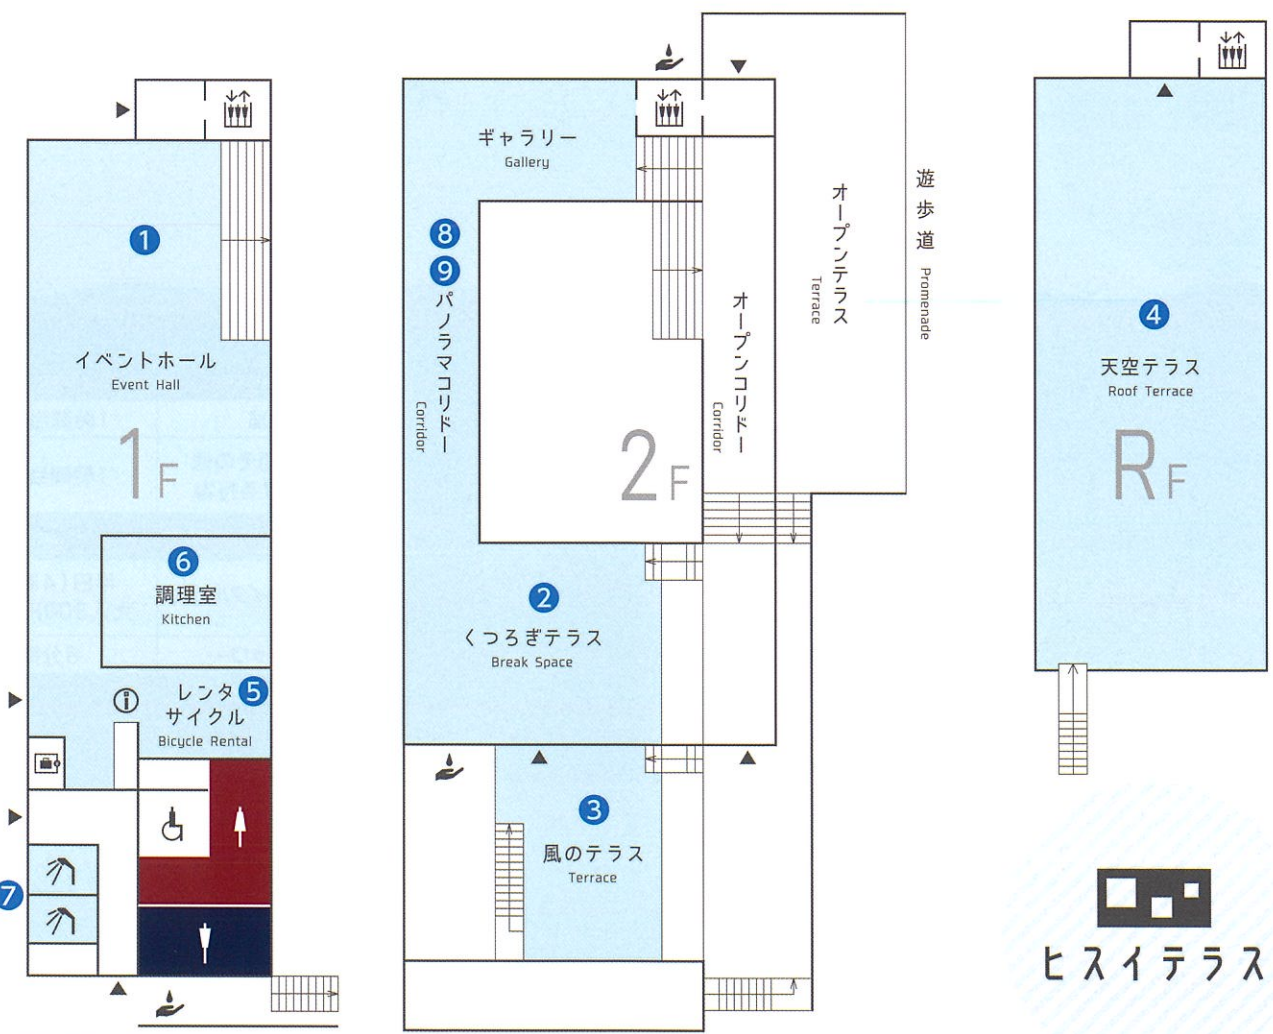 1
イベントホール
Event Hall
1F
6
調理室
Kitchen
レンタ
サイクル
5
Bicycle Rental
7
ギャラリー
Gallery
8
9
パノラマコリドー
Corridor
オープンコリドー
Corridor
オープンテラス
Terrace
遊歩道
Promenade
2F
2
くつろぎテラス
Break Space
3
風のテラス
Terrace
4
天空テラス
Roof Terrace
RF
ヒスイテラス